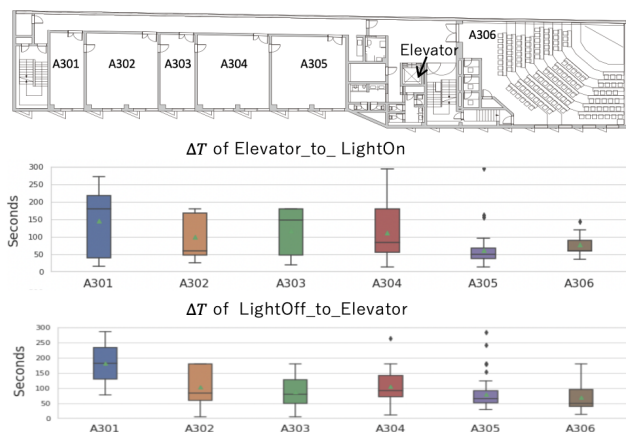 A306
Elevator
A301 A302 A303 A304 A305
ΔT of Elevator_to_ LightOn
Seconds
300
250
200
150
100
50
0
A301 A302 A303 A304 A305 A306
ΔT of LightOff_to_Elevator
Seconds
300
250
200
150
100
50
0
A301 A302 A303 A304 A305 A306